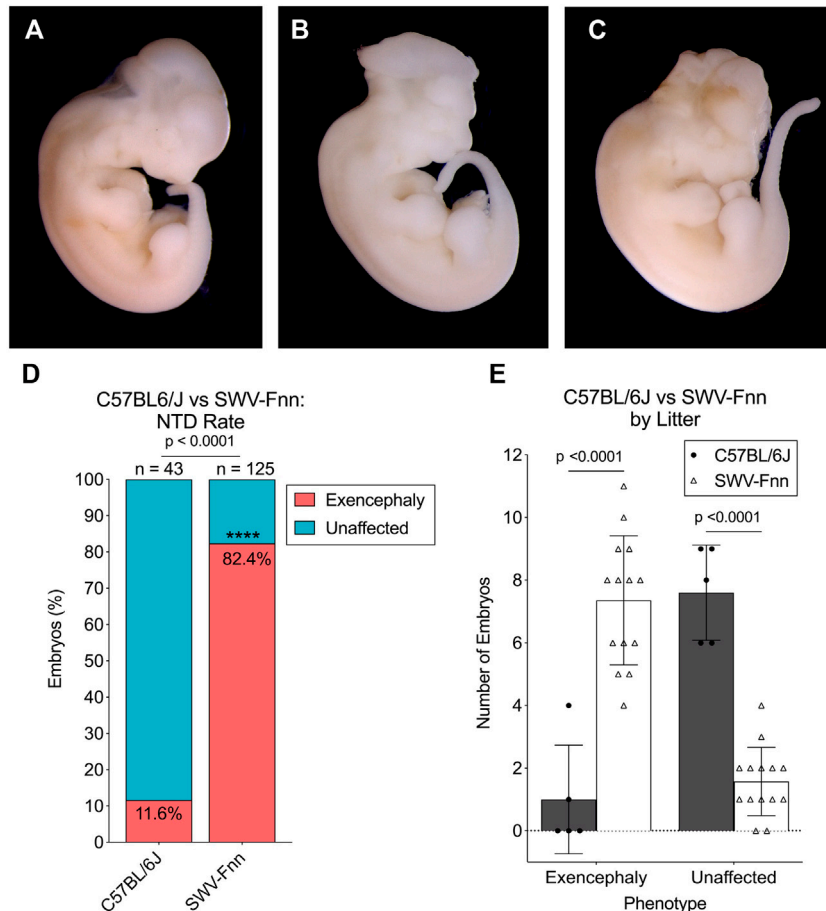 A
B
C
D
C57BL6/J vs SWV-Fnn:
NTD Rate
p < 0.0001
n = 43
n = 125
100
90
80
70
60
50
40
30
20
10
0
Embryos (%)
****
82.4%
11.6%
C57BL/6J
SWV-Fnn
Exencephaly
Unaffected
E
C57BL/6J vs SWV-Fnn
by Litter
p <0.0001
C57BL/6J
SWV-Fnn
p <0.0001
12
10
8
6
4
2
0
Number of Embryos
Exencephaly
Unaffected
Phenotype